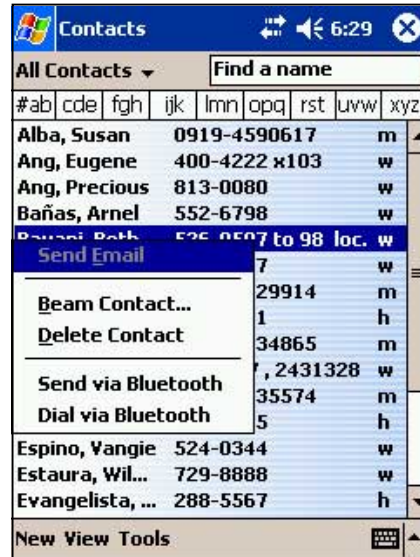 Contacts 6:29
All Contacts Find a name
#ab cde fgh ijk lmn opq rst uvw xyz
Alba, Susan 0919-4590617 m
Ang, Eugene 400-4222 x103 w
Ang, Precious 813-0080 w
Bañas, Arnel 552-6798 w
to 98 loc. w
Send Email
7 w
Beam Contact... 29914 m
1 h
Delete Contact 34865 m
, 2431328 w
Send via Bluetooth 35574 m
Dial via Bluetooth 5 h
Espino, Vangie 524-0344 w
Estaura, Wil... 729-8888 w
Evangelista, ... 288-5567 h
New View Tools